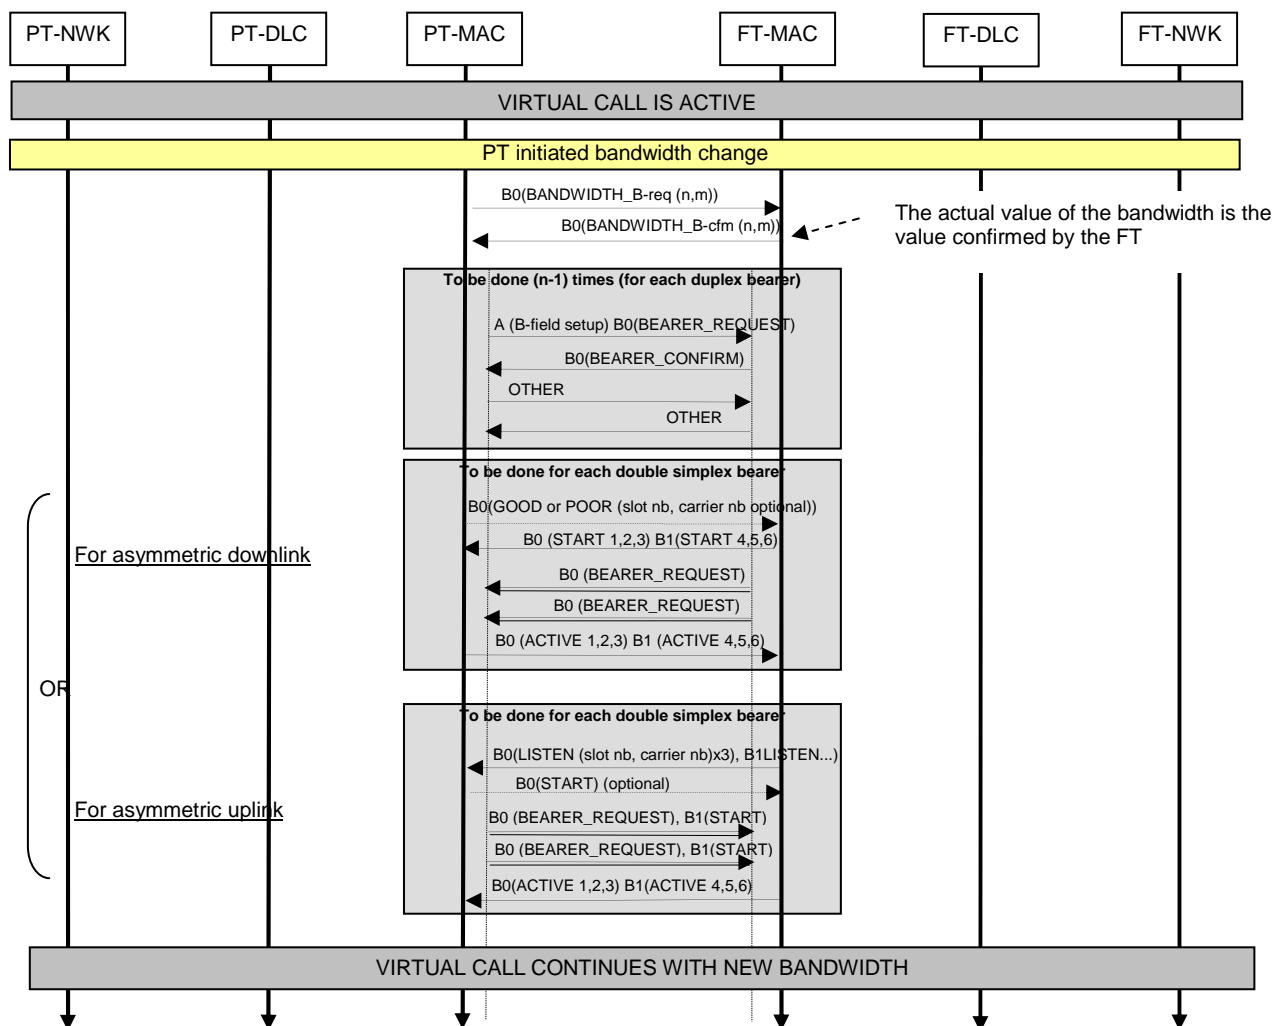 PT-NWK
PT-DLC
PT-MAC
FT-MAC
FT-DLC
FT-NWK
VIRTUAL CALL IS ACTIVE
PT initiated bandwidth change
B0(BANDWIDTH_B-req (n,m))
B0(BANDWIDTH_B-cfm (n,m))
The actual value of the bandwidth is the
value confirmed by the FT
To be done (n-1) times (for each duplex bearer)
A (B-field setup) B0(BEARER_REQUEST)
B0(BEARER_CONFIRM)
OTHER
OTHER
To be done for each double simplex bearer
B0(GOOD or POOR (slot nb, carrier nb optional))
B0 (START 1,2,3) B1(START 4,5,6)
For asymmetric downlink
B0 (BEARER_REQUEST)
B0 (BEARER_REQUEST)
B0 (ACTIVE 1,2,3) B1 (ACTIVE 4,5,6)
OR
To be done for each double simplex bearer
B0(LISTEN (slot nb, carrier nb)x3), B1LISTEN...)
B0(START) (optional)
For asymmetric uplink
B0 (BEARER_REQUEST), B1(START)
B0 (BEARER_REQUEST), B1(START)
B0(ACTIVE 1,2,3) B1(ACTIVE 4,5,6)
VIRTUAL CALL CONTINUES WITH NEW BANDWIDTH